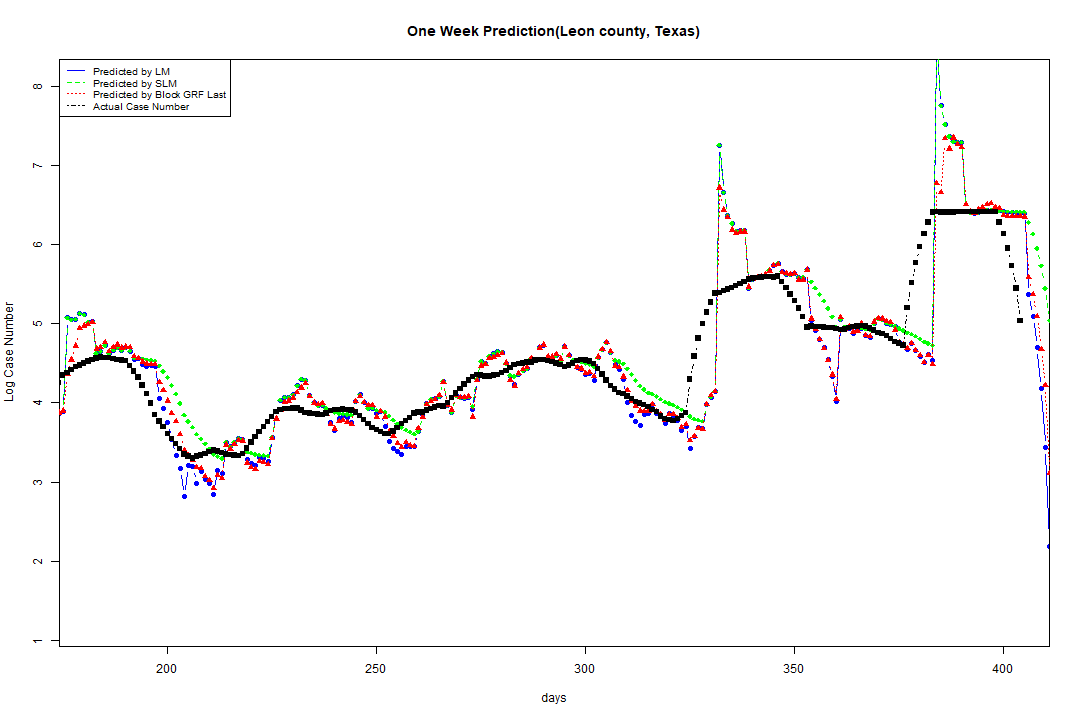 One Week Prediction(Leon county, Texas)
Predicted by LM
Predicted by SLM
Predicted by Block GRF Last
Actual Case Number
8
7
6
5
4
3
2
1
Log Case Number
200 250 300 350 400
days